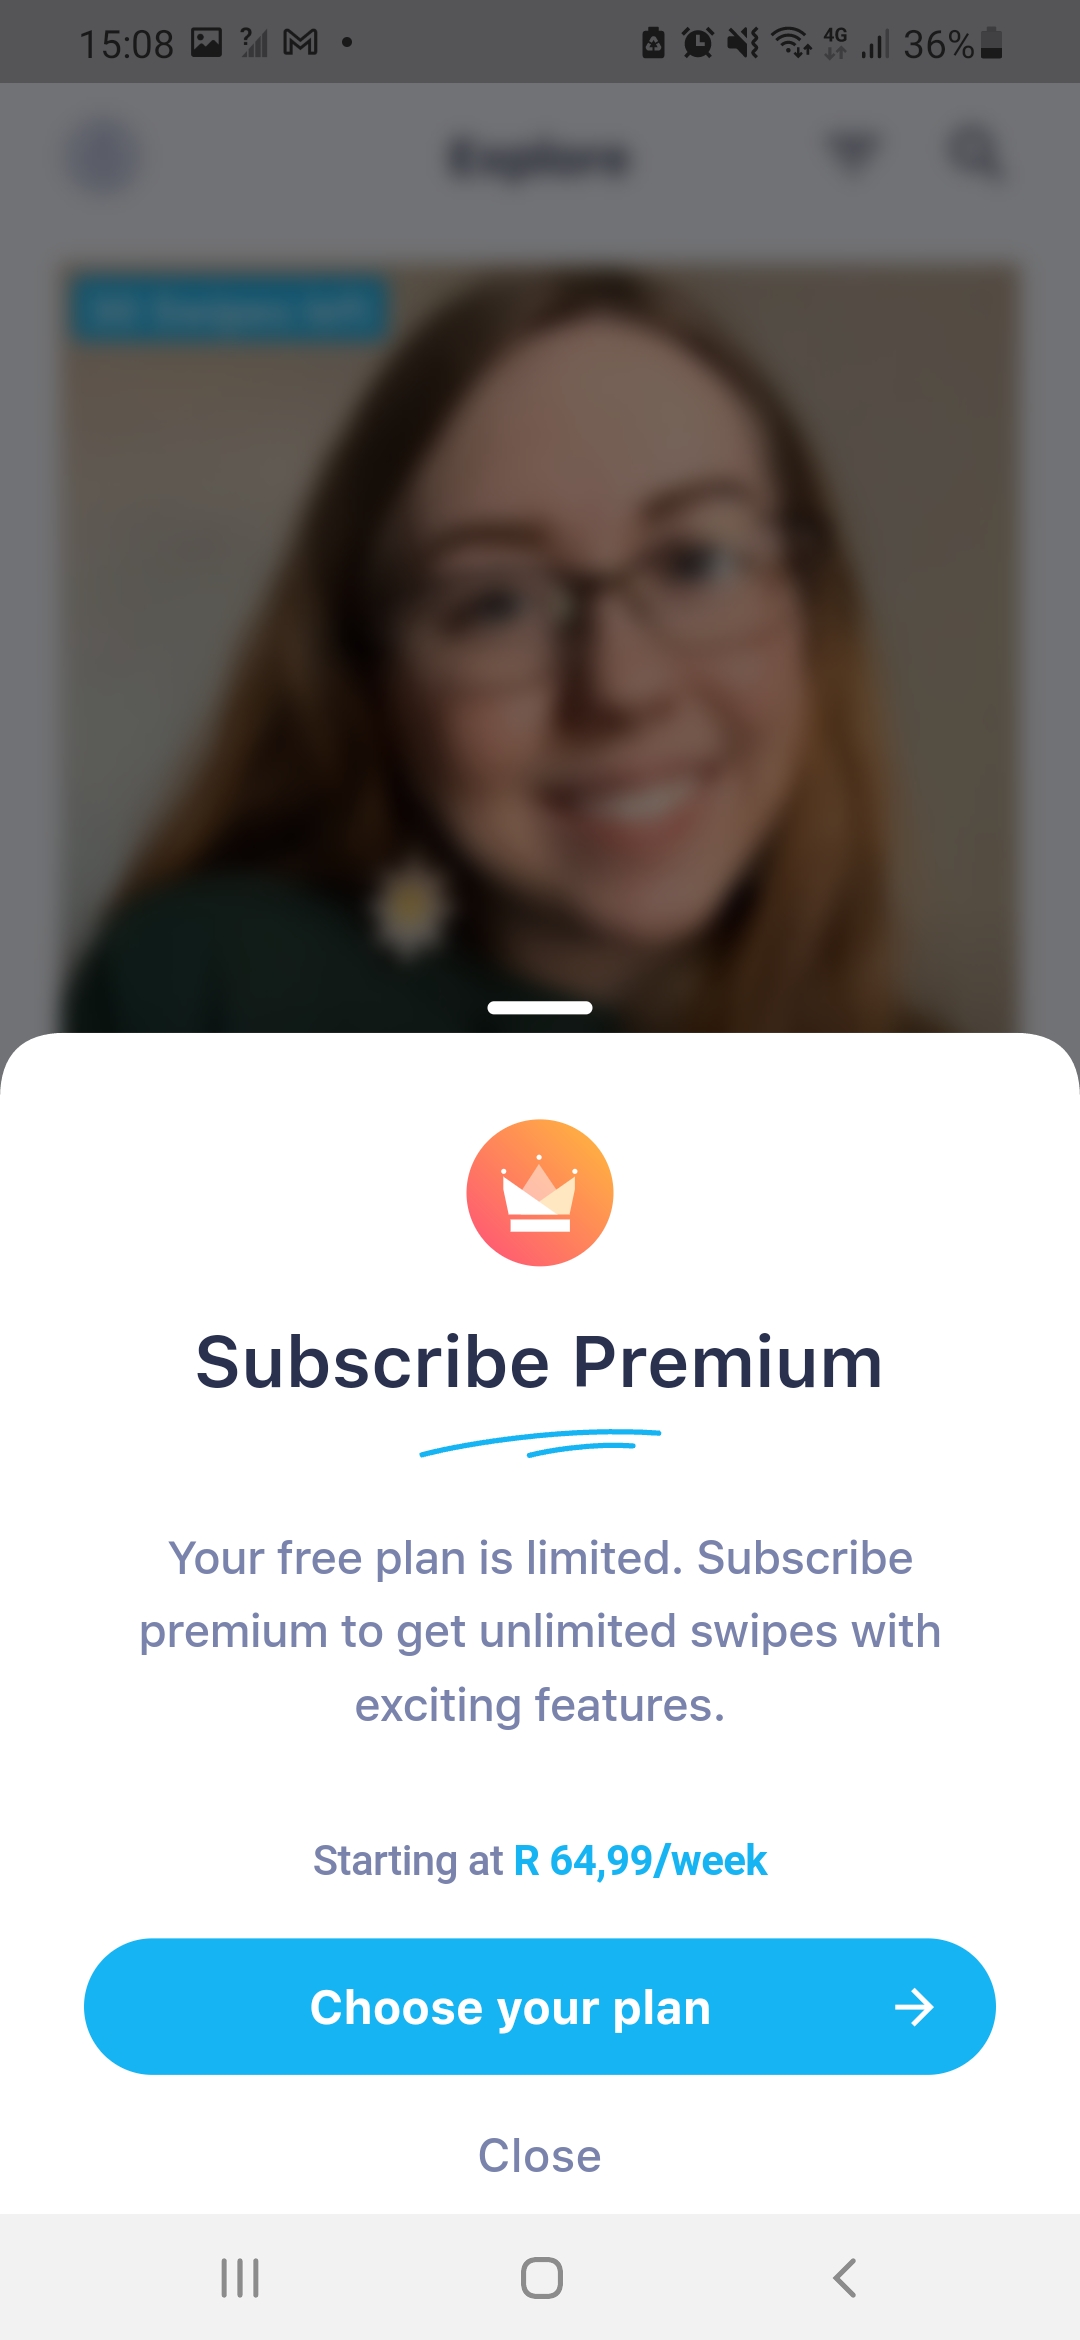 15:08 ? 4G 36%
Explore
Subscribe Premium
Your free plan is limited. Subscribe
premium to get unlimited swipes with
exciting features.
Starting at R 64,99/week
Choose your plan
Close